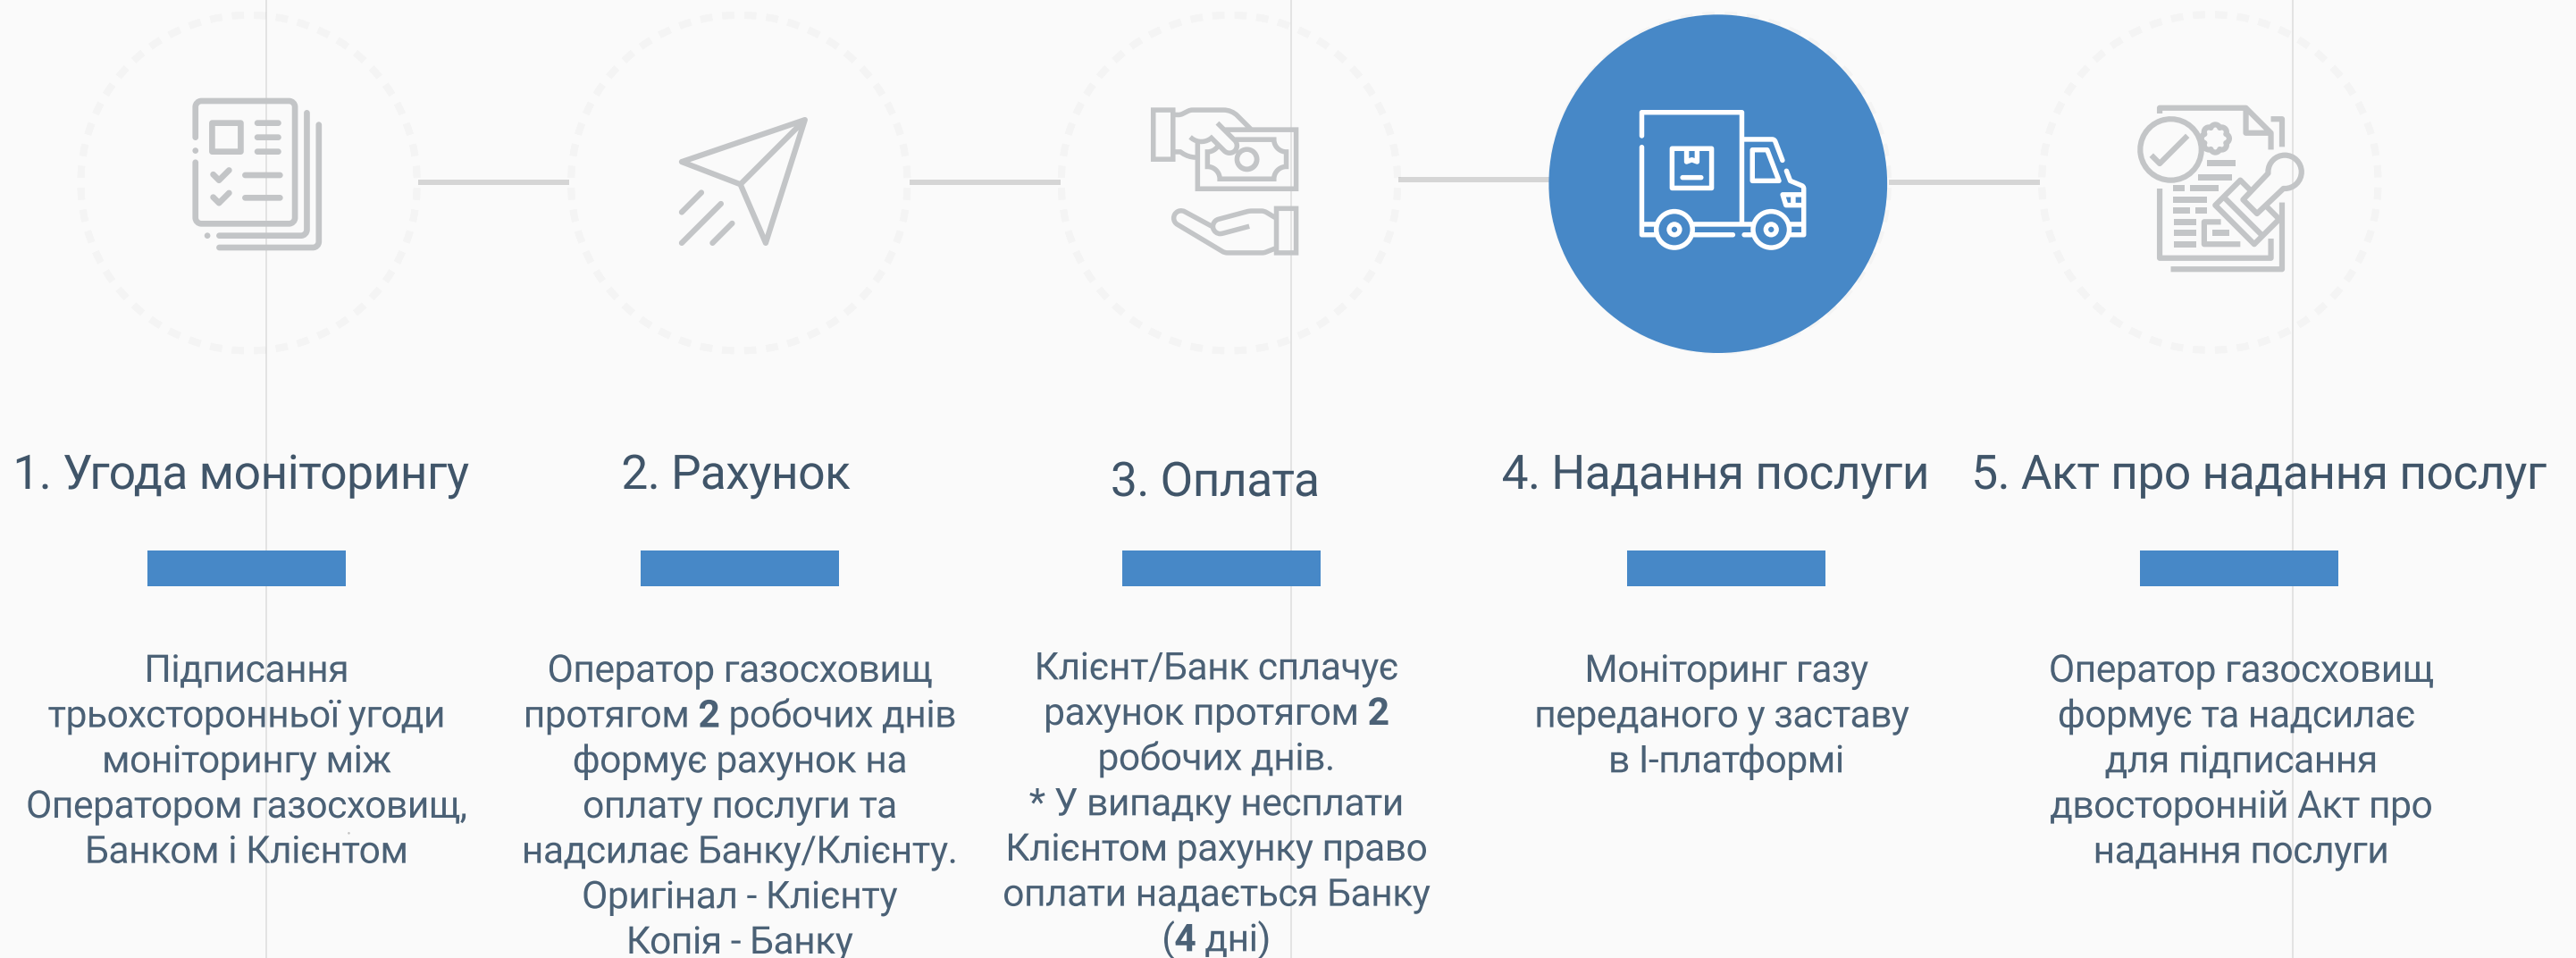 1. Угода моніторингу
Підписання
трьохсторонньої угоди
моніторингу між
Оператором газосховищ,
Банком і Клієнтом
2. Рахунок
Оператор газосховищ
протягом 2 робочих днів
формує рахунок на
оплату послуги та
надсилає Банку/Клієнту.
Оригінал - Клієнту
Копія - Банку
3. Оплата
Клієнт/Банк сплачує
рахунок протягом 2
робочих днів.
* У випадку несплати
Клієнтом рахунку право
оплати надається Банку
(4 дні)
4. Надання послуги
Моніторинг газу
переданого у заставу
в І-платформі
5. Акт про надання послуг
Оператор газосховищ
формує та надсилає
для підписання
двосторонній Акт про
надання послуги